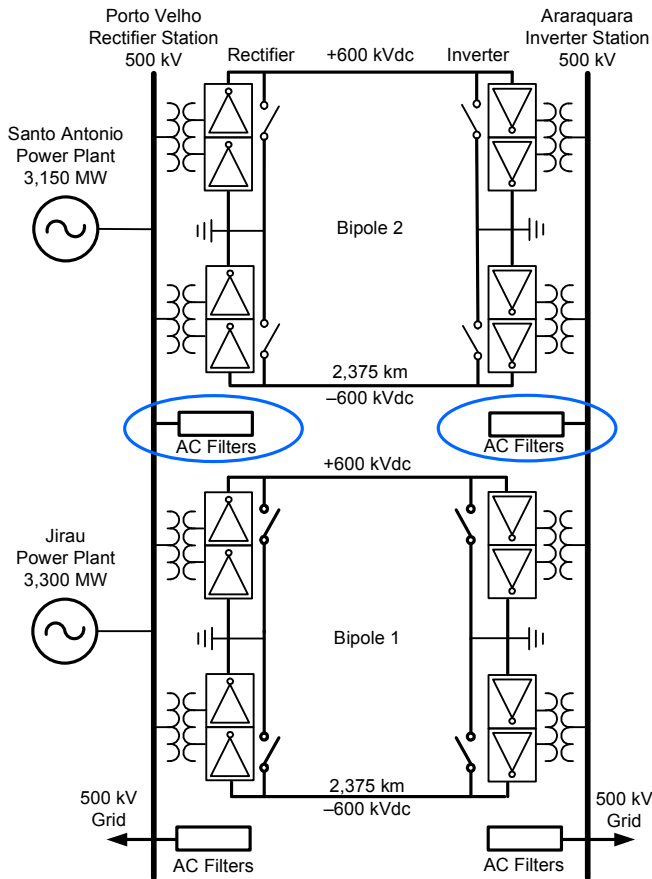 Porto Velho
Rectifier Station
500 kV
Araraquara
Inverter Station
500 kV
Rectifier
+600 kVdc
Inverter
Santo Antonio
Power Plant
3,150 MW
Bipole 2
2,375 km
–600 kVdc
AC Filters
AC Filters
+600 kVdc
Jirau
Power Plant
3,300 MW
Bipole 1
2,375 km
–600 kVdc
500 kV
Grid
500 kV
Grid
AC Filters
AC Filters